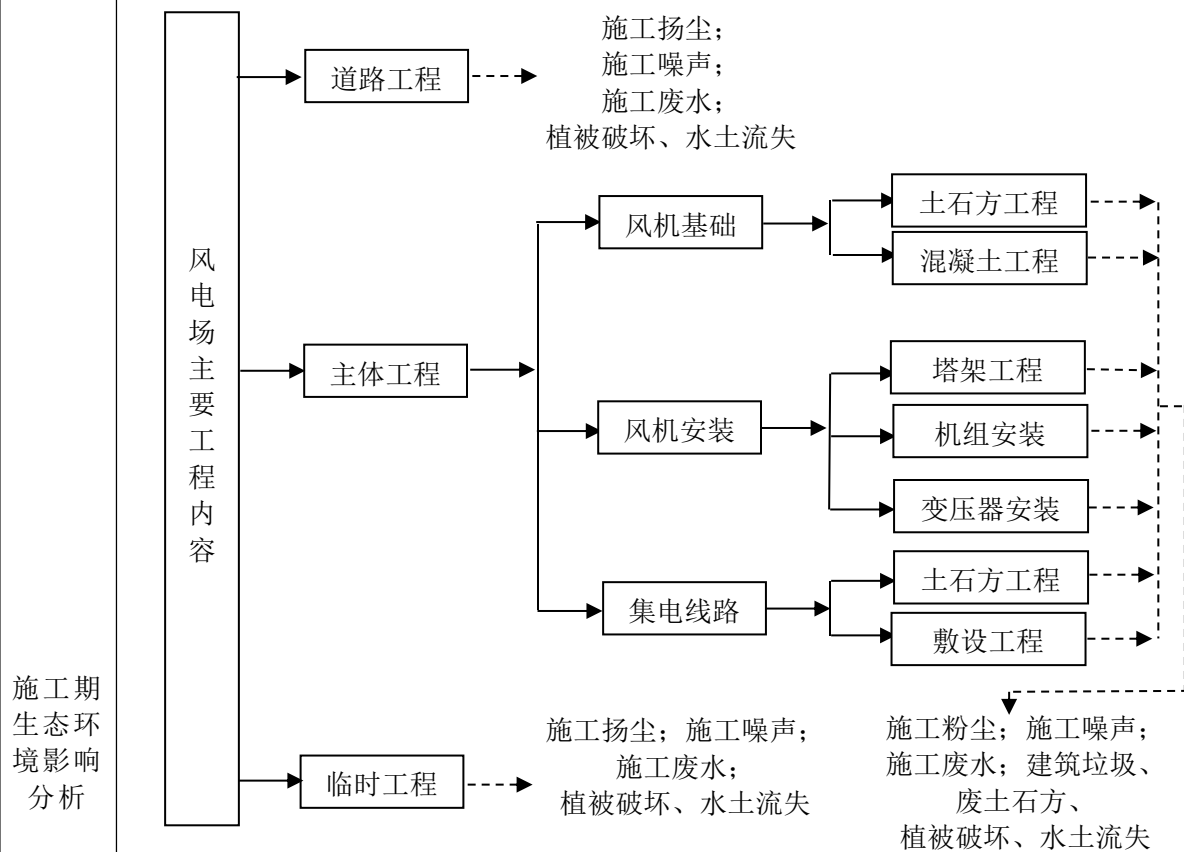 施工期
生态环
境影响
分析
风
电
场
主
要
工
程
内
容
道路工程
施工扬尘；
施工噪声；
施工废水；
植被破坏、水土流失
主体工程
风机基础
土石方工程
混凝土工程
风机安装
塔架工程
机组安装
变压器安装
集电线路
土石方工程
敷设工程
施工粉尘；施工噪声；
施工废水；建筑垃圾、
废土石方、
植被破坏、水土流失
临时工程
施工扬尘；施工噪声；
施工废水；
植被破坏、水土流失